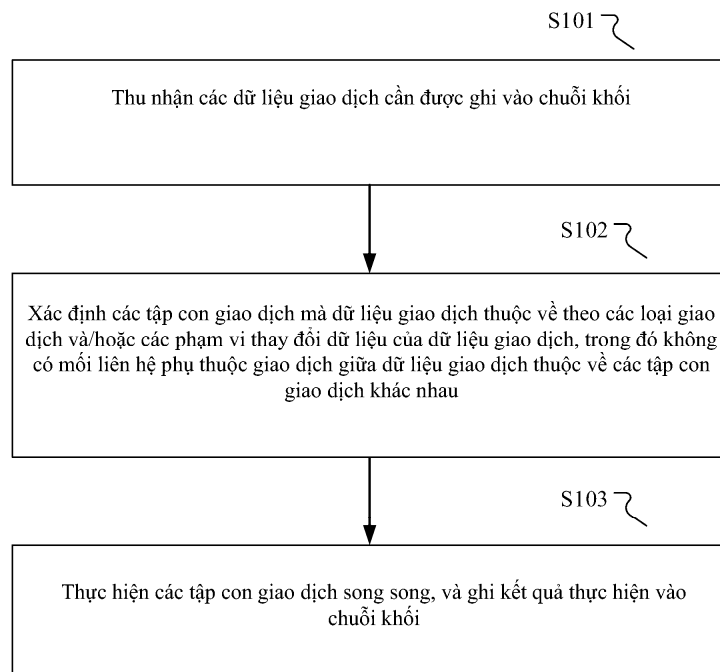 S101
Thu nhận các dữ liệu giao dịch cần được ghi vào chuỗi khối
S102
Xác định các tập con giao dịch mà dữ liệu giao dịch thuộc về theo các loại giao
dịch và/hoặc các phạm vi thay đổi dữ liệu của dữ liệu giao dịch, trong đó không
có mối liên hệ phụ thuộc giao dịch giữa dữ liệu giao dịch thuộc về các tập con
giao dịch khác nhau
S103
Thực hiện các tập con giao dịch song song, và ghi kết quả thực hiện vào
chuỗi khối